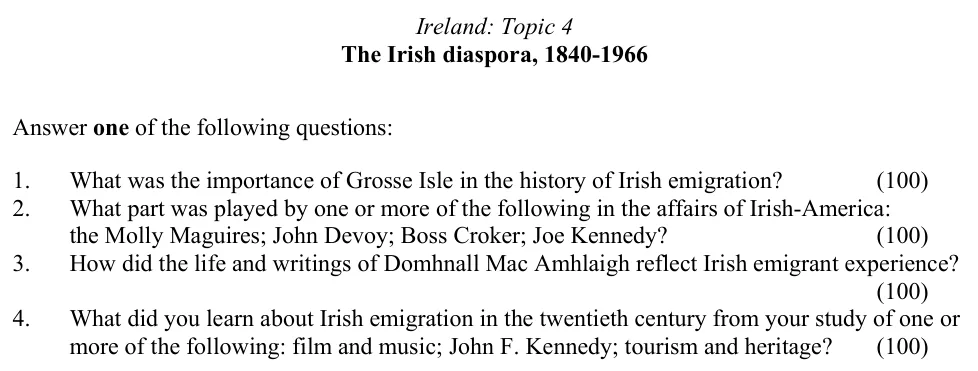 Ireland: Topic 4
The Irish diaspora, 1840-1966
Answer one of the following questions:
1. What was the importance of Grosse Isle in the history of Irish emigration? (100)
2. What part was played by one or more of the following in the affairs of Irish-America:
the Molly Maguires; John Devoy; Boss Croker; Joe Kennedy? (100)
3. How did the life and writings of Domhnall Mac Amhlaigh reflect Irish emigrant experience?
(100)
4. What did you learn about Irish emigration in the twentieth century from your study of one or
more of the following: film and music; John F. Kennedy; tourism and heritage? (100)